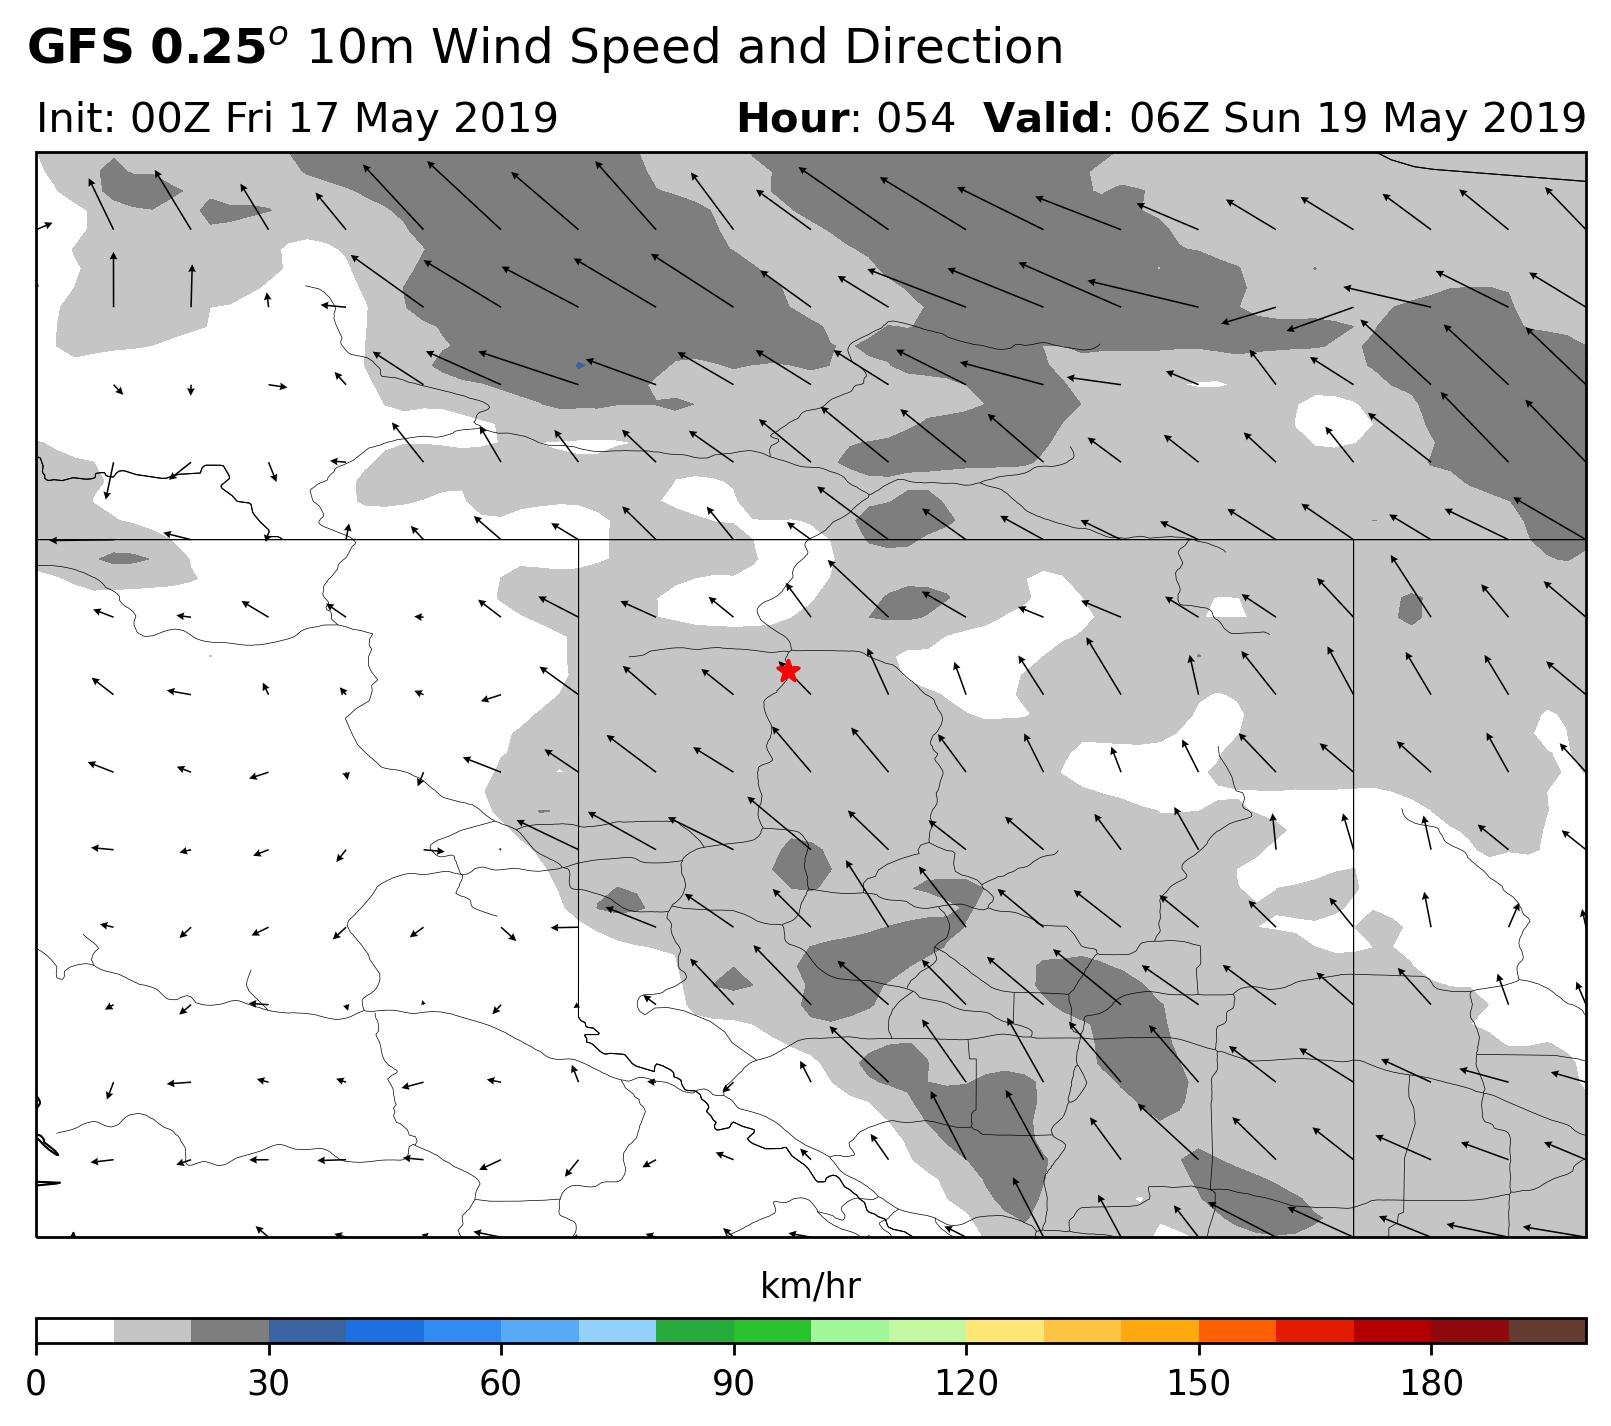 GFS 0.25o 10m Wind Speed and Direction
Init: 00Z Fri 17 May 2019 Hour: 054 Valid: 06Z Sun 19 May 2019
km/hr
0 30 60 90 120 150 180